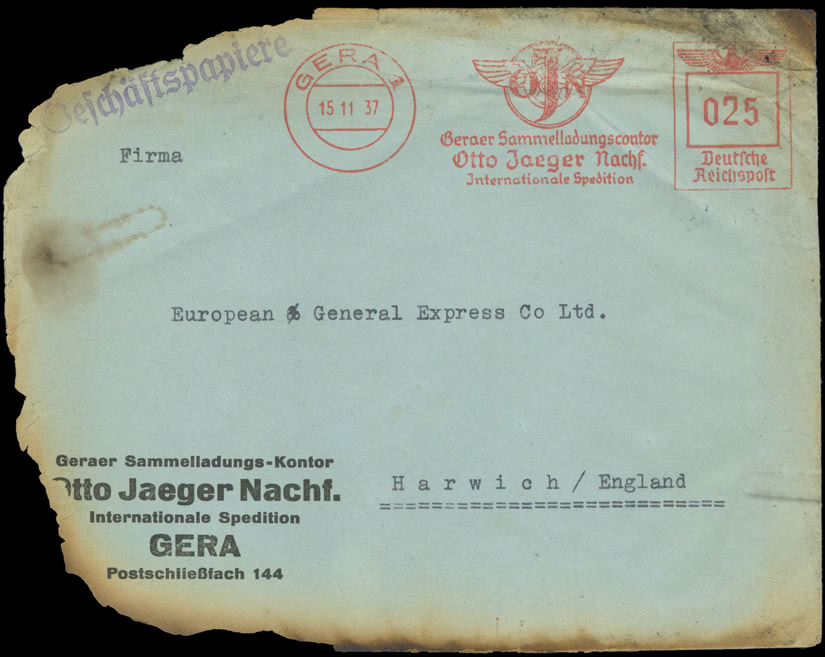 Geschäftspapiere
GERA 1
15 11 37
OJN
Geraer Sammelladungscontor
Otto Jaeger Nachf.
Internationale Spedition
025
Deutsche
Reichspost
Firma
European & General Express Co Ltd.
Harwich / England
Geraer Sammelladungs-Kontor
Otto Jaeger Nachf.
Internationale Spedition
GERA
Postschließfach 144